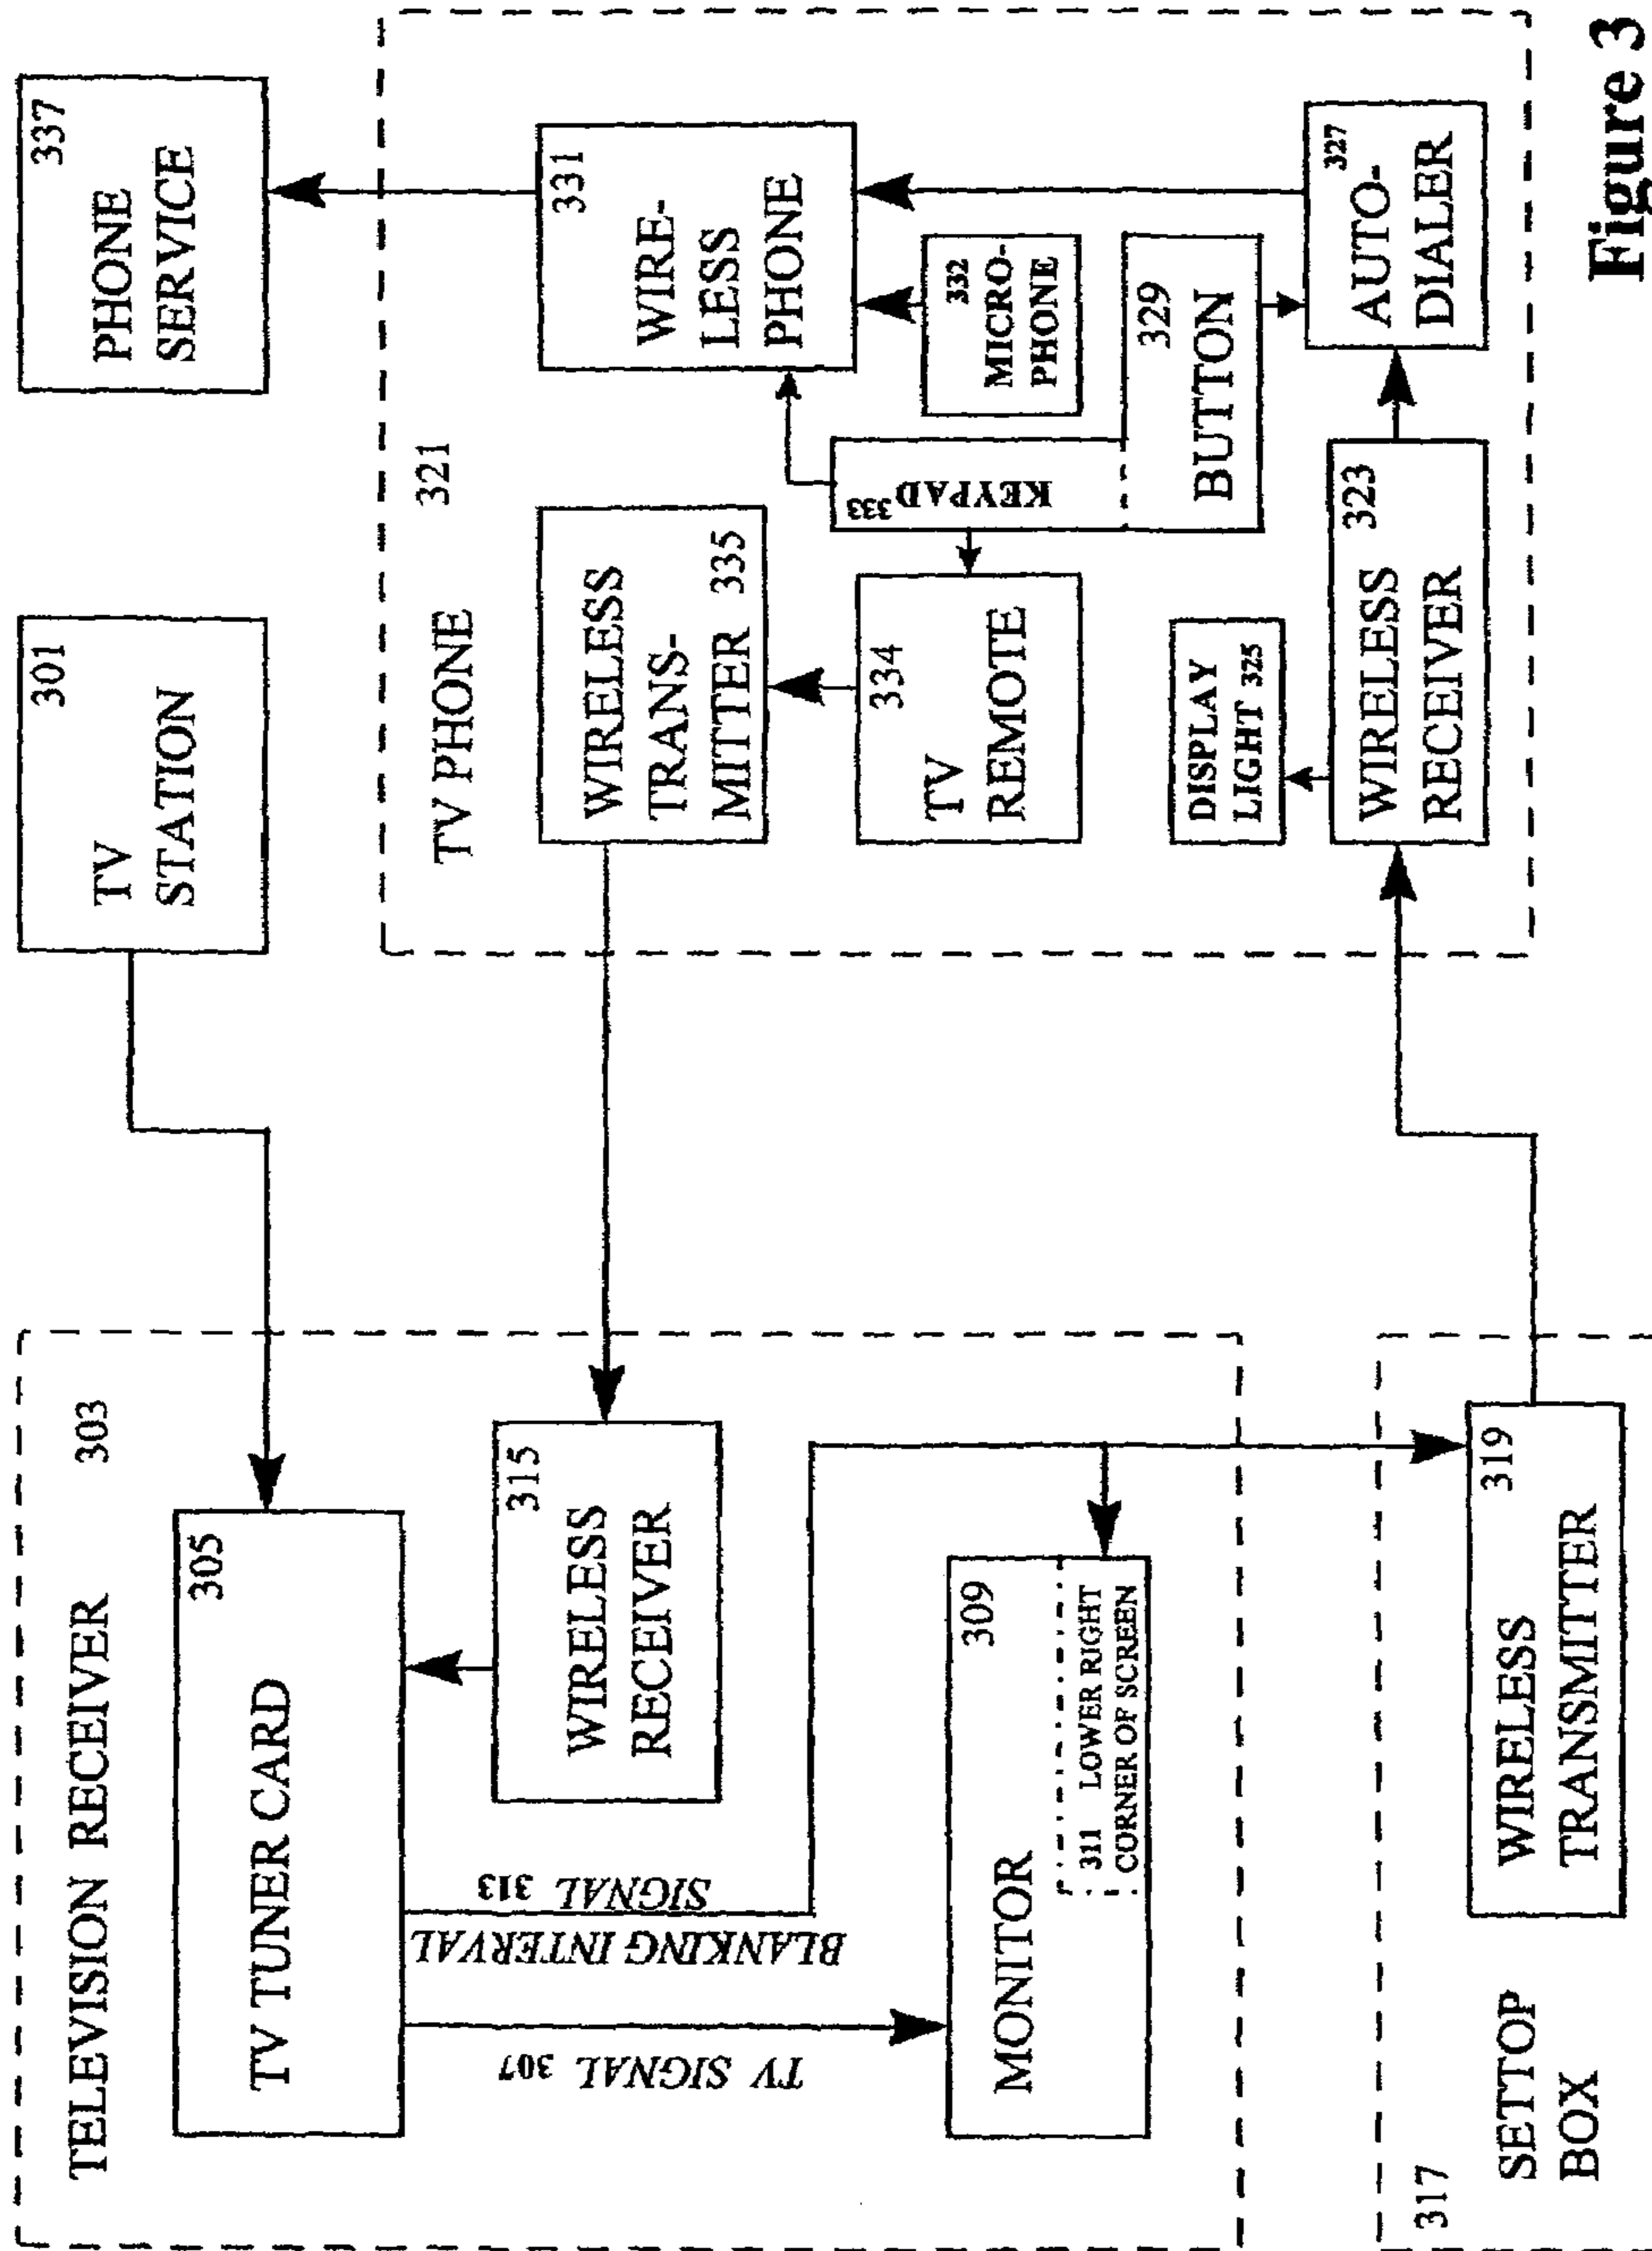 TELEVISION RECEIVER 303
TV TUNER CARD
305
WIRELESS
RECEIVER
315
TV SIGNAL 307
BLANKING INTERVAL
SIGNAL 313
MONITOR
309
311 LOWER RIGHT
CORNER OF SCREEN
317
SETTOP
BOX
WIRELESS
TRANSMITTER
319
TV
STATION
301
PHONE
SERVICE
337
TV PHONE 321
WIRELESS
TRANS-
MITTER 335
WIRE-
LESS
PHONE
331
TV
REMOTE
334
KEYPAD 333
332
MICRO-
PHONE
329
BUTTON
DISPLAY
LIGHT 325
WIRELESS
RECEIVER
323
AUTO-
DIALER
327
Figure 3